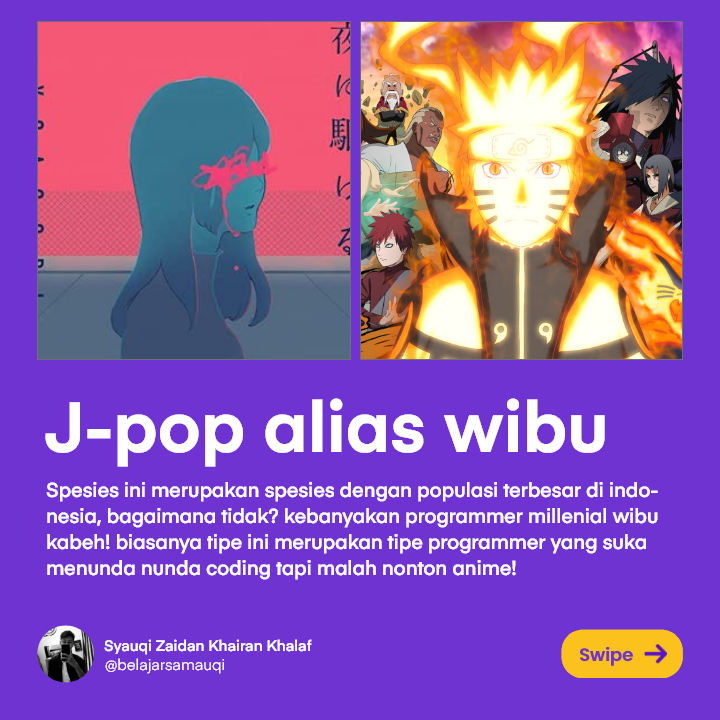 夜に駆ける
J-pop alias wibu
Spesies ini merupakan spesies dengan populasi terbesar di indo-
nesia, bagaimana tidak? kebanyakan programmer millenial wibu
kabeh! biasanya tipe ini merupakan tipe programmer yang suka
menunda nunda coding tapi malah nonton anime!
Syauqi Zaidan Khairan Khalaf
@belajarsamauqi
Swipe